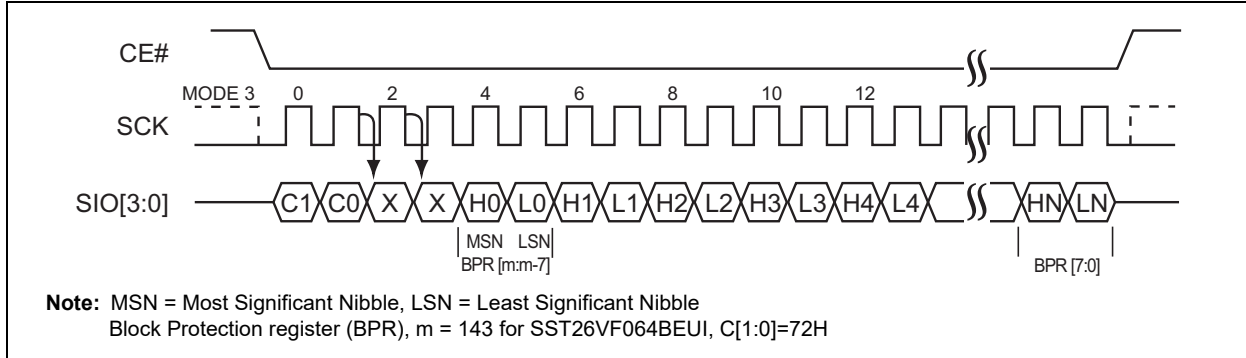 CE#
MODE 3 0 2 4 6 8 10 12
SCK
SIO[3:0] C1 C0 X X H0 L0 H1 L1 H2 L2 H3 L3 H4 L4 HN LN
MSN LSN
BPR [m:m-7] BPR [7:0]
Note: MSN = Most Significant Nibble, LSN = Least Significant Nibble
Block Protection register (BPR), m = 143 for SST26VF064BEUI, C[1:0]=72H